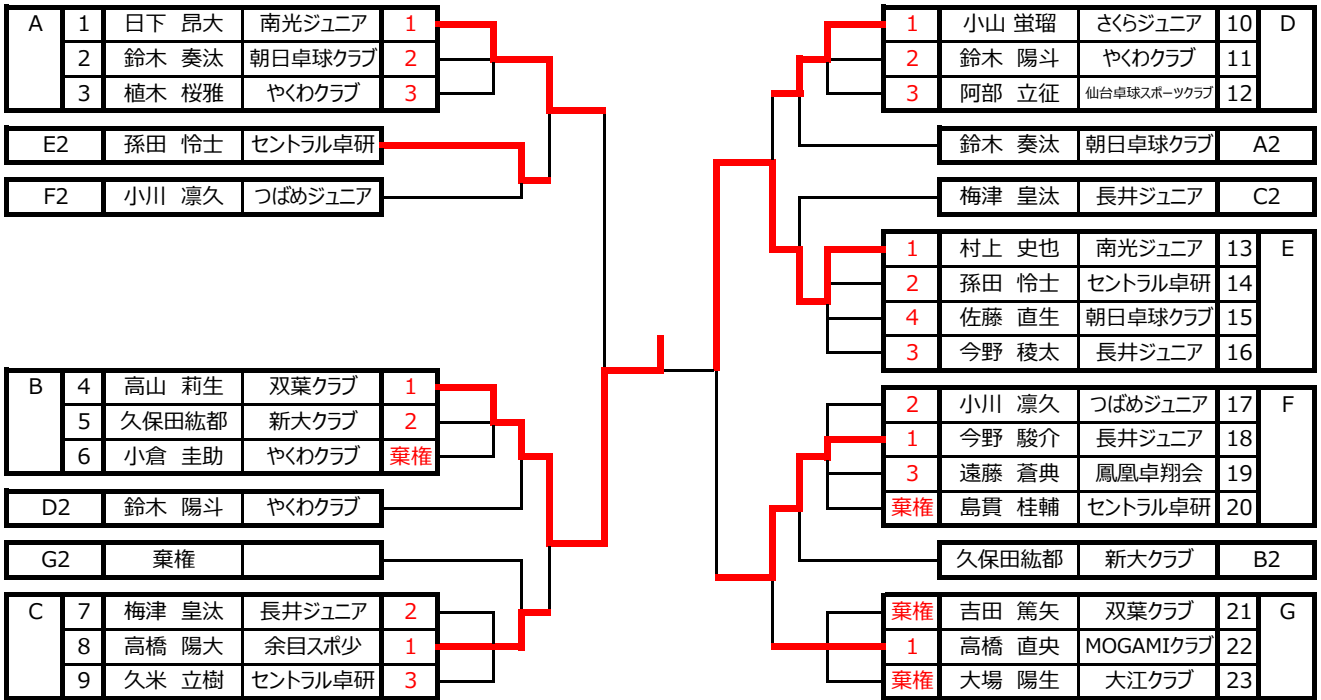 A 1 日下 昂大 南光ジュニア 1
2 鈴木 奏汰 朝日卓球クラブ 2
3 植木 桜雅 やくわクラブ 3
E2 孫田 怜士 セントラル卓研
F2 小川 凛久 つばめジュニア
B 4 高山 莉生 双葉クラブ 1
5 久保田紘都 新大クラブ 2
6 小倉 圭助 やくわクラブ 棄権
D2 鈴木 陽斗 やくわクラブ
G2 棄権
C 7 梅津 皇汰 長井ジュニア 2
8 高橋 陽大 余目スポ少 1
9 久米 立樹 セントラル卓研 3
1 小山 蛍瑠 さくらジュニア 10 D
2 鈴木 陽斗 やくわクラブ 11
3 阿部 立征 仙台卓球スポーツクラブ 12
鈴木 奏汰 朝日卓球クラブ A2
梅津 皇汰 長井ジュニア C2
1 村上 史也 南光ジュニア 13 E
2 孫田 怜士 セントラル卓研 14
4 佐藤 直生 朝日卓球クラブ 15
3 今野 稜太 長井ジュニア 16
2 小川 凛久 つばめジュニア 17 F
1 今野 駿介 長井ジュニア 18
3 遠藤 蒼典 鳳凰卓翔会 19
棄権 島貫 桂輔 セントラル卓研 20
久保田紘都 新大クラブ B2
棄権 吉田 篤矢 双葉クラブ 21 G
1 高橋 直央 MOGAMIクラブ 22
棄権 大場 陽生 大江クラブ 23